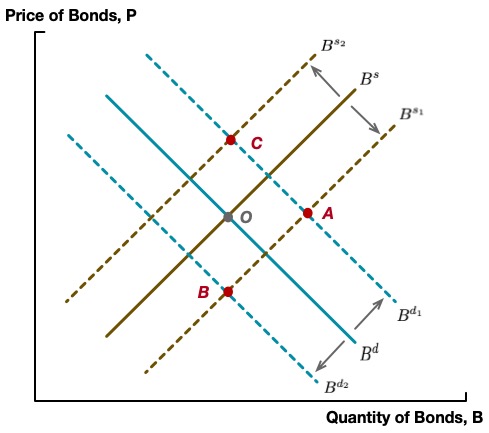 Price of Bonds, P
B^{s_2}
B^s
B^{s_1}
C
A
O
B
B^{d_1}
B^d
B^{d_2}
Quantity of Bonds, B